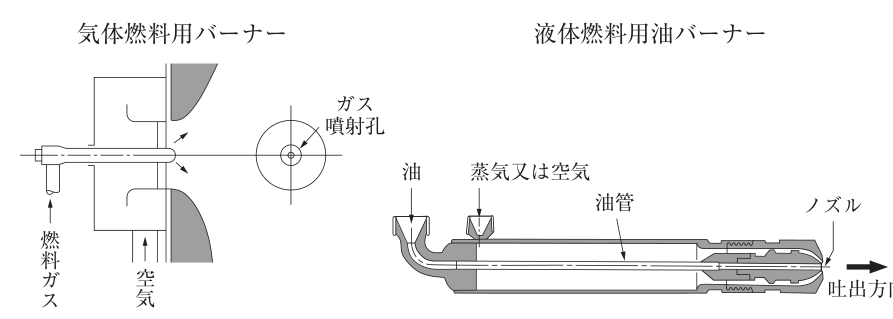 気体燃料用バーナー
液体燃料用油バーナー
ガス
噴射孔
燃料ガス
空気
油
蒸気又は空気
油管
ノズル
吐出方